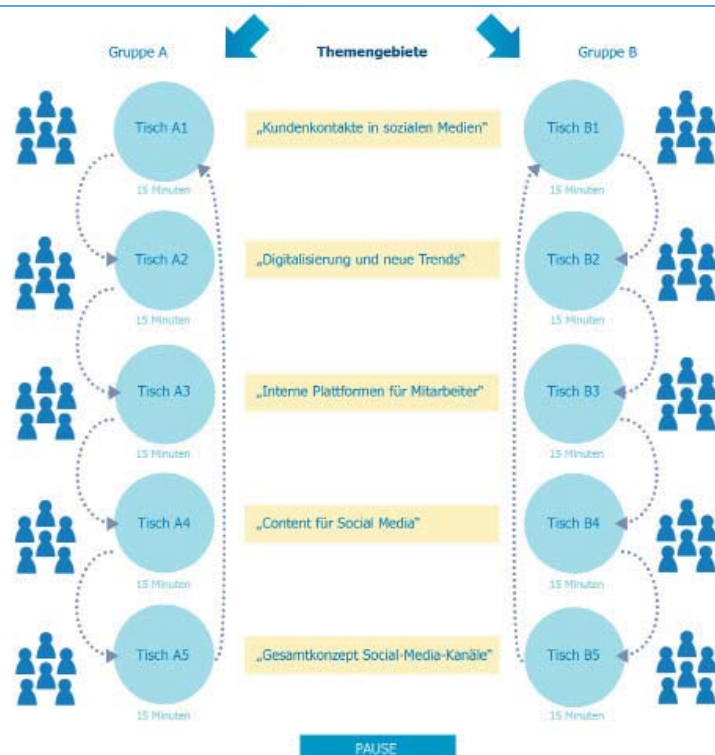 Gruppe A Themengebiete Gruppe B
Tisch A1 „Kundenkontakte in sozialen Medien“ Tisch B1
15 Minuten 15 Minuten
Tisch A2 „Digitalisierung und neue Trends“ Tisch B2
15 Minuten 15 Minuten
Tisch A3 „Interne Plattformen für Mitarbeiter“ Tisch B3
15 Minuten 15 Minuten
Tisch A4 „Content für Social Media“ Tisch B4
15 Minuten 15 Minuten
Tisch A5 „Gesamtkonzept Social-Media-Kanäle“ Tisch B5
15 Minuten 15 Minuten
PAUSE